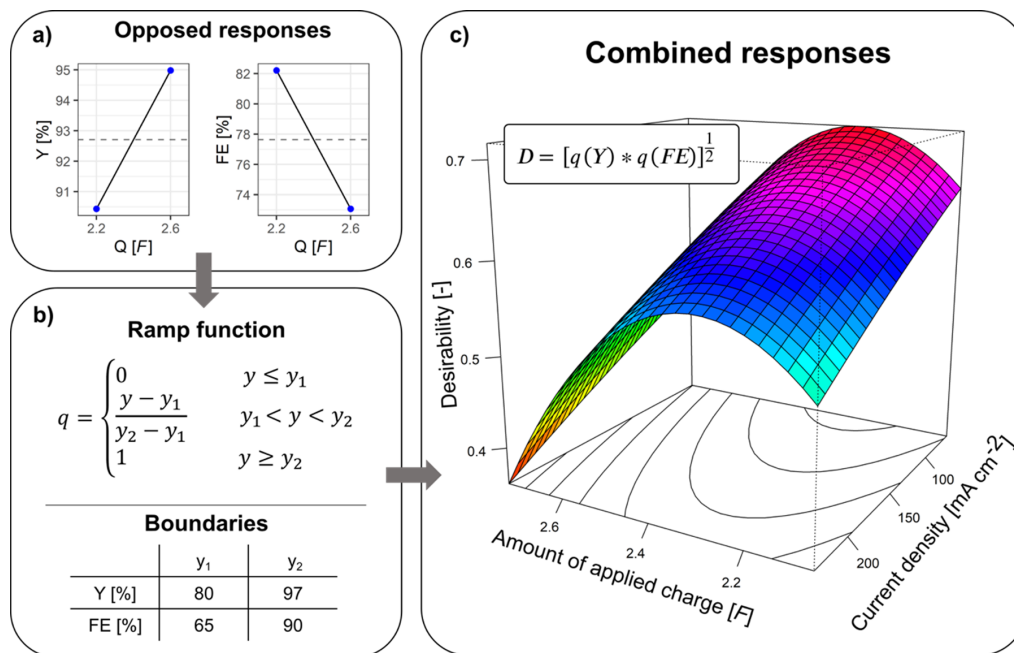 a)
Opposed responses
95
94
93
92
91
Y [%]
2.2
2.6
Q [F]
82
80
78
76
74
FE [%]
2.2
2.6
Q [F]
b)
Ramp function
q = {
0 y ≤ y₁
(y − y₁)/(y₂ − y₁) y₁ < y < y₂
1 y ≥ y₂
Boundaries
y₁ y₂
Y [%] 80 97
FE [%] 65 90
c)
Combined responses
D = [q(Y) * q(FE)]^(1/2)
0.7
0.6
0.5
0.4
Desirability [-]
2.6
2.4
2.2
Amount of applied charge [F]
100
150
200
Current density [mA cm⁻²]